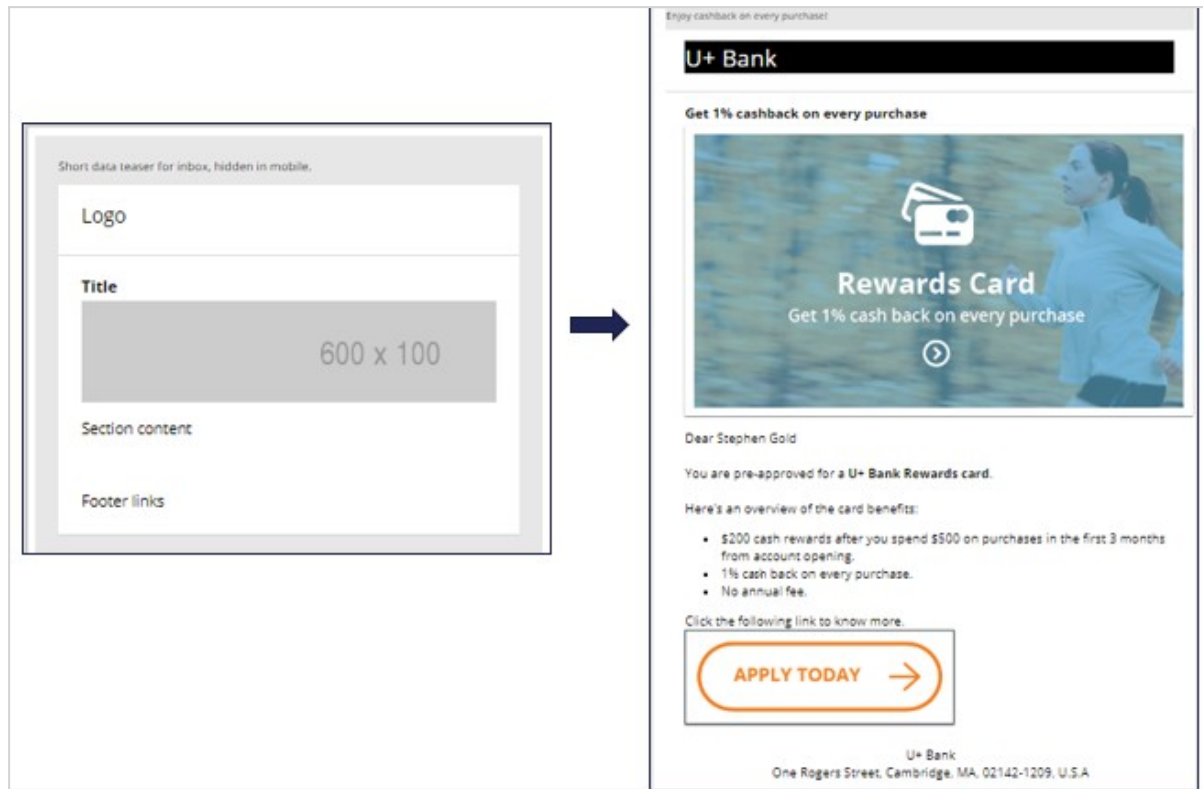 Short data teaser for inbox, hidden in mobile.
Logo
Title
600 x 100
Section content
Footer links
Enjoy cashback on every purchase!
U+ Bank
Get 1% cashback on every purchase
Rewards Card
Get 1% cash back on every purchase
Dear Stephen Gold
You are pre-approved for a U+ Bank Rewards card.
Here's an overview of the card benefits:
• $200 cash rewards after you spend $500 on purchases in the first 3 months
from account opening.
• 1% cash back on every purchase.
• No annual fee.
Click the following link to know more.
APPLY TODAY
U+ Bank
One Rogers Street, Cambridge, MA, 02142-1209, U.S.A